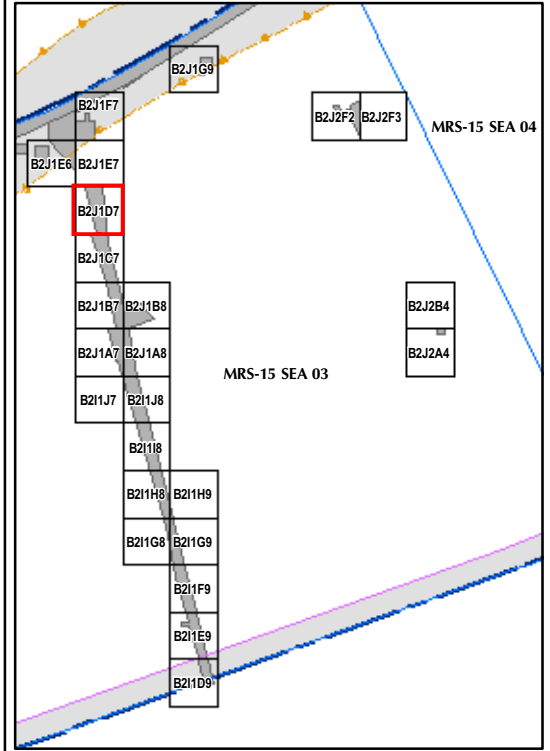 B2J1G9
B2J1F7
B2J2F2 B2J2F3
MRS-15 SEA 04
B2J1E6 B2J1E7
B2J1D7
B2J1C7
B2J1B7 B2J1B8
B2J2B4
B2J1A7 B2J1A8
B2J2A4
MRS-15 SEA 03
B2I1J7 B2I1J8
B2I1I8
B2I1H8 B2I1H9
B2I1G8 B2I1G9
B2I1F9
B2I1E9
B2I1D9